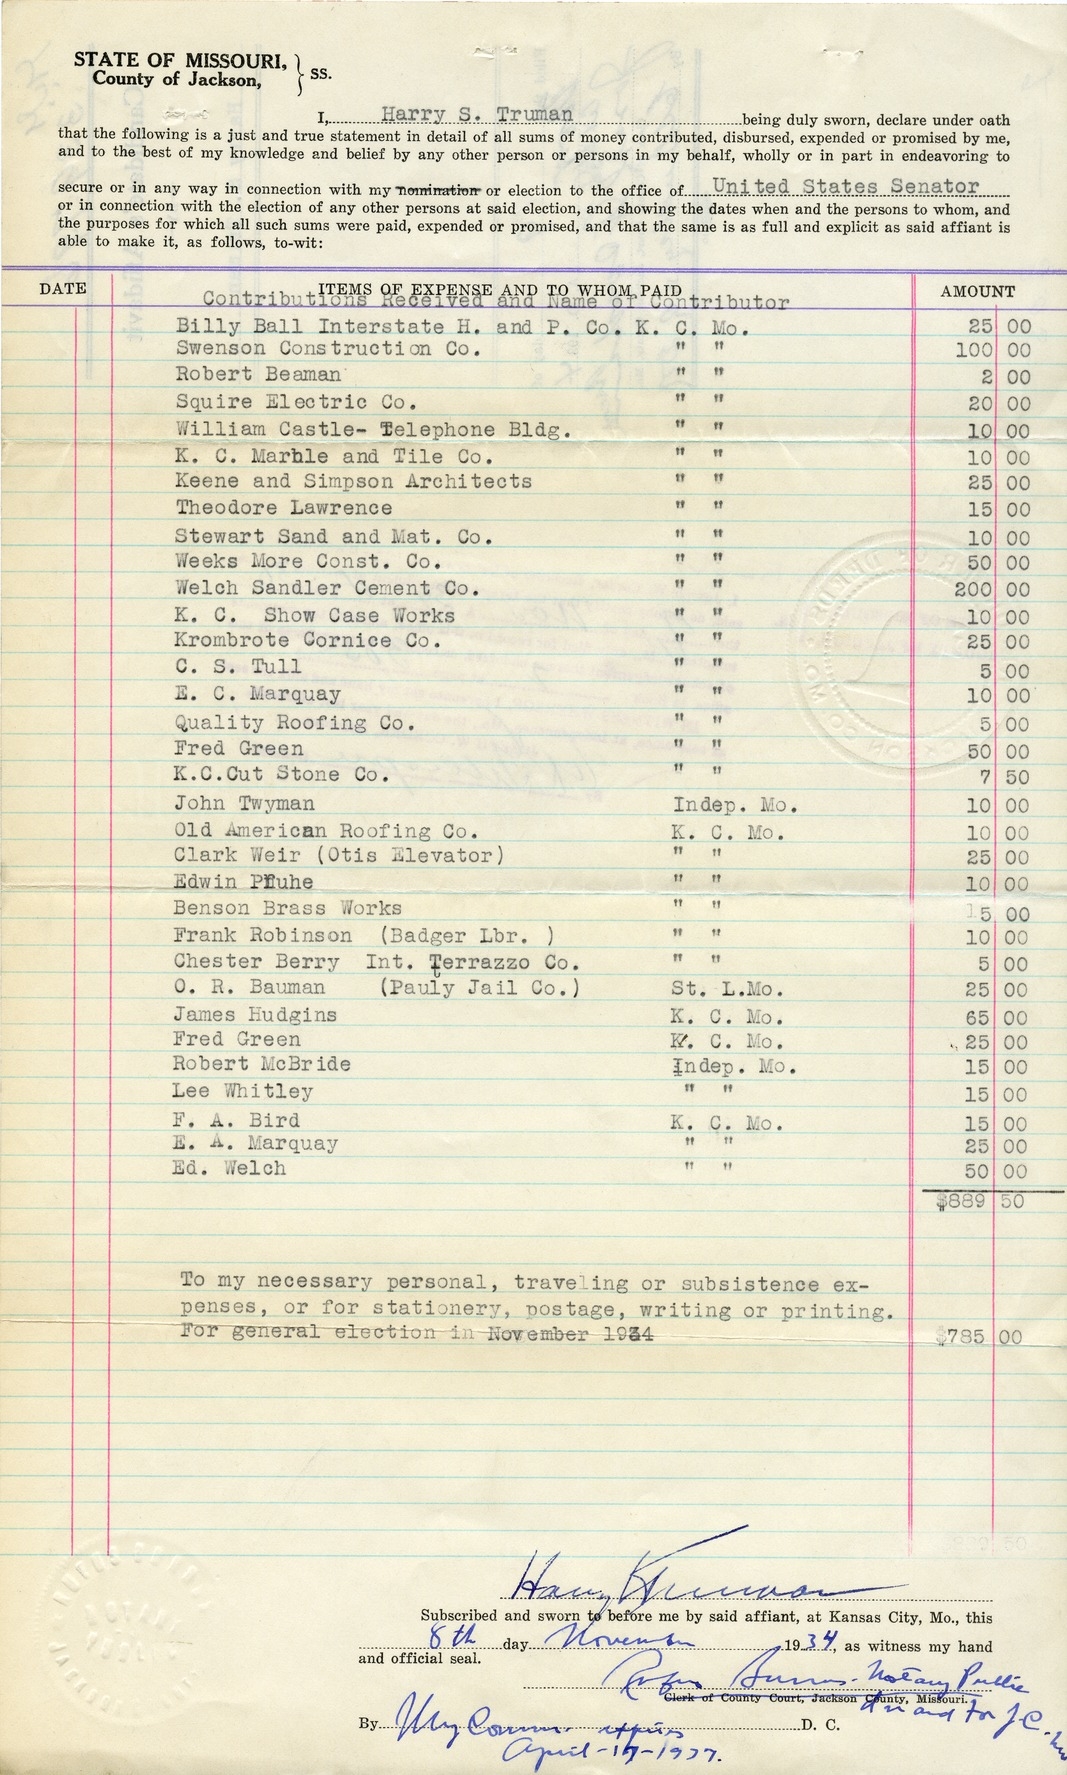 STATE OF MISSOURI,
County of Jackson, } SS.
I, Harry S. Truman being duly sworn, declare under oath
that the following is a just and true statement in detail of all sums of money contributed, disbursed, expended or promised by me,
and to the best of my knowledge and belief by any other person or persons in my behalf, wholly or in part in endeavoring to
secure or in any way in connection with my nomination or election to the office of United States Senator
or in connection with the election of any other persons at said election, and showing the dates when and the persons to whom, and
the purposes for which all such sums were paid, expended or promised, and that the same is as full and explicit as said affiant is
able to make it, as follows, to-wit:
DATE ITEMS OF EXPENSE AND TO WHOM PAID AMOUNT
Contributions Received and Name of Contributor
Billy Ball Interstate H. and P. Co. K. C. Mo. 25 00
Swenson Construction Co. " " 100 00
Robert Beaman " " 2 00
Squire Electric Co. " " 20 00
William Castle- Telephone Bldg. " " 10 00
K. C. Marble and Tile Co. " " 10 00
Keene and Simpson Architects " " 25 00
Theodore Lawrence " " 15 00
Stewart Sand and Mat. Co. " " 10 00
Weeks More Const. Co. " " 50 00
Welch Sandler Cement Co. " " 200 00
K. C. Show Case Works " " 10 00
Krombrote Cornice Co. " " 25 00
C. S. Tull " " 5 00
E. C. Marquay " " 10 00
Quality Roofing Co. " " 5 00
Fred Green " " 50 00
K.C.Cut Stone Co. " " 7 50
John Twyman Indep. Mo. 10 00
Old American Roofing Co. K. C. Mo. 10 00
Clark Weir (Otis Elevator) " " 25 00
Edwin Pfuhe " " 10 00
Benson Brass Works " " 5 00
Frank Robinson (Badger Lbr. ) " " 10 00
Chester Berry Int. Terrazzo Co. " " 5 00
O. R. Bauman (Pauly Jail Co.) St. L.Mo. 25 00
James Hudgins K. C. Mo. 65 00
Fred Green K. C. Mo. 25 00
Robert McBride Indep. Mo. 15 00
Lee Whitley " " 15 00
F. A. Bird K. C. Mo. 15 00
E. A. Marquay " " 25 00
Ed. Welch " " 50 00
$889 50
To my necessary personal, traveling or subsistence ex-
penses, or for stationery, postage, writing or printing.
For general election in November 1934 $785 00
Harry S Truman
Subscribed and sworn to before me by said affiant, at Kansas City, Mo., this
8th day November 1934, as witness my hand
and official seal.
Rufus Burrus - Notary Public
Clerk of County Court, Jackson County, Missouri.
In and For J.C.
By My Comm. expires D. C.
April-17-1937.